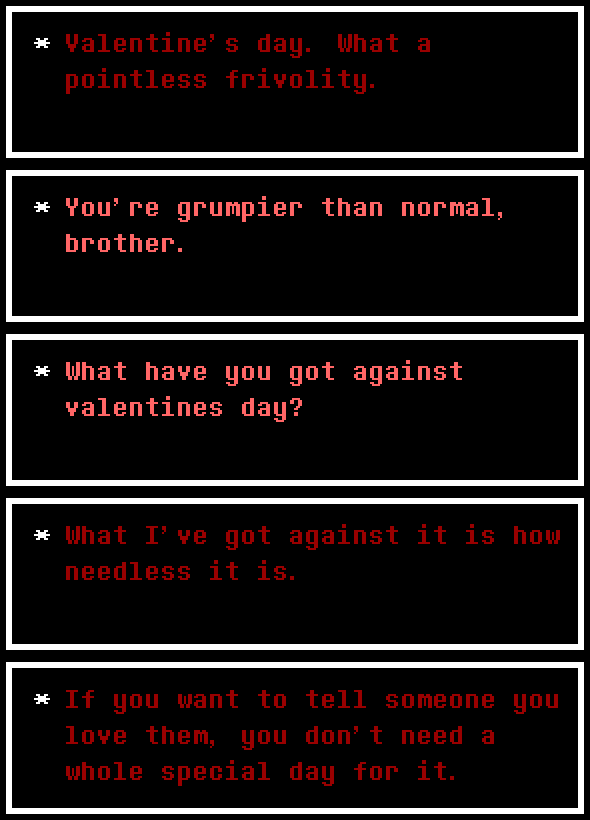 * Valentine's day. What a
pointless frivolity.
* You're grumpier than normal,
brother.
* What have you got against
valentines day?
* What I've got against it is how
needless it is.
* If you want to tell someone you
love them, you don't need a
whole special day for it.